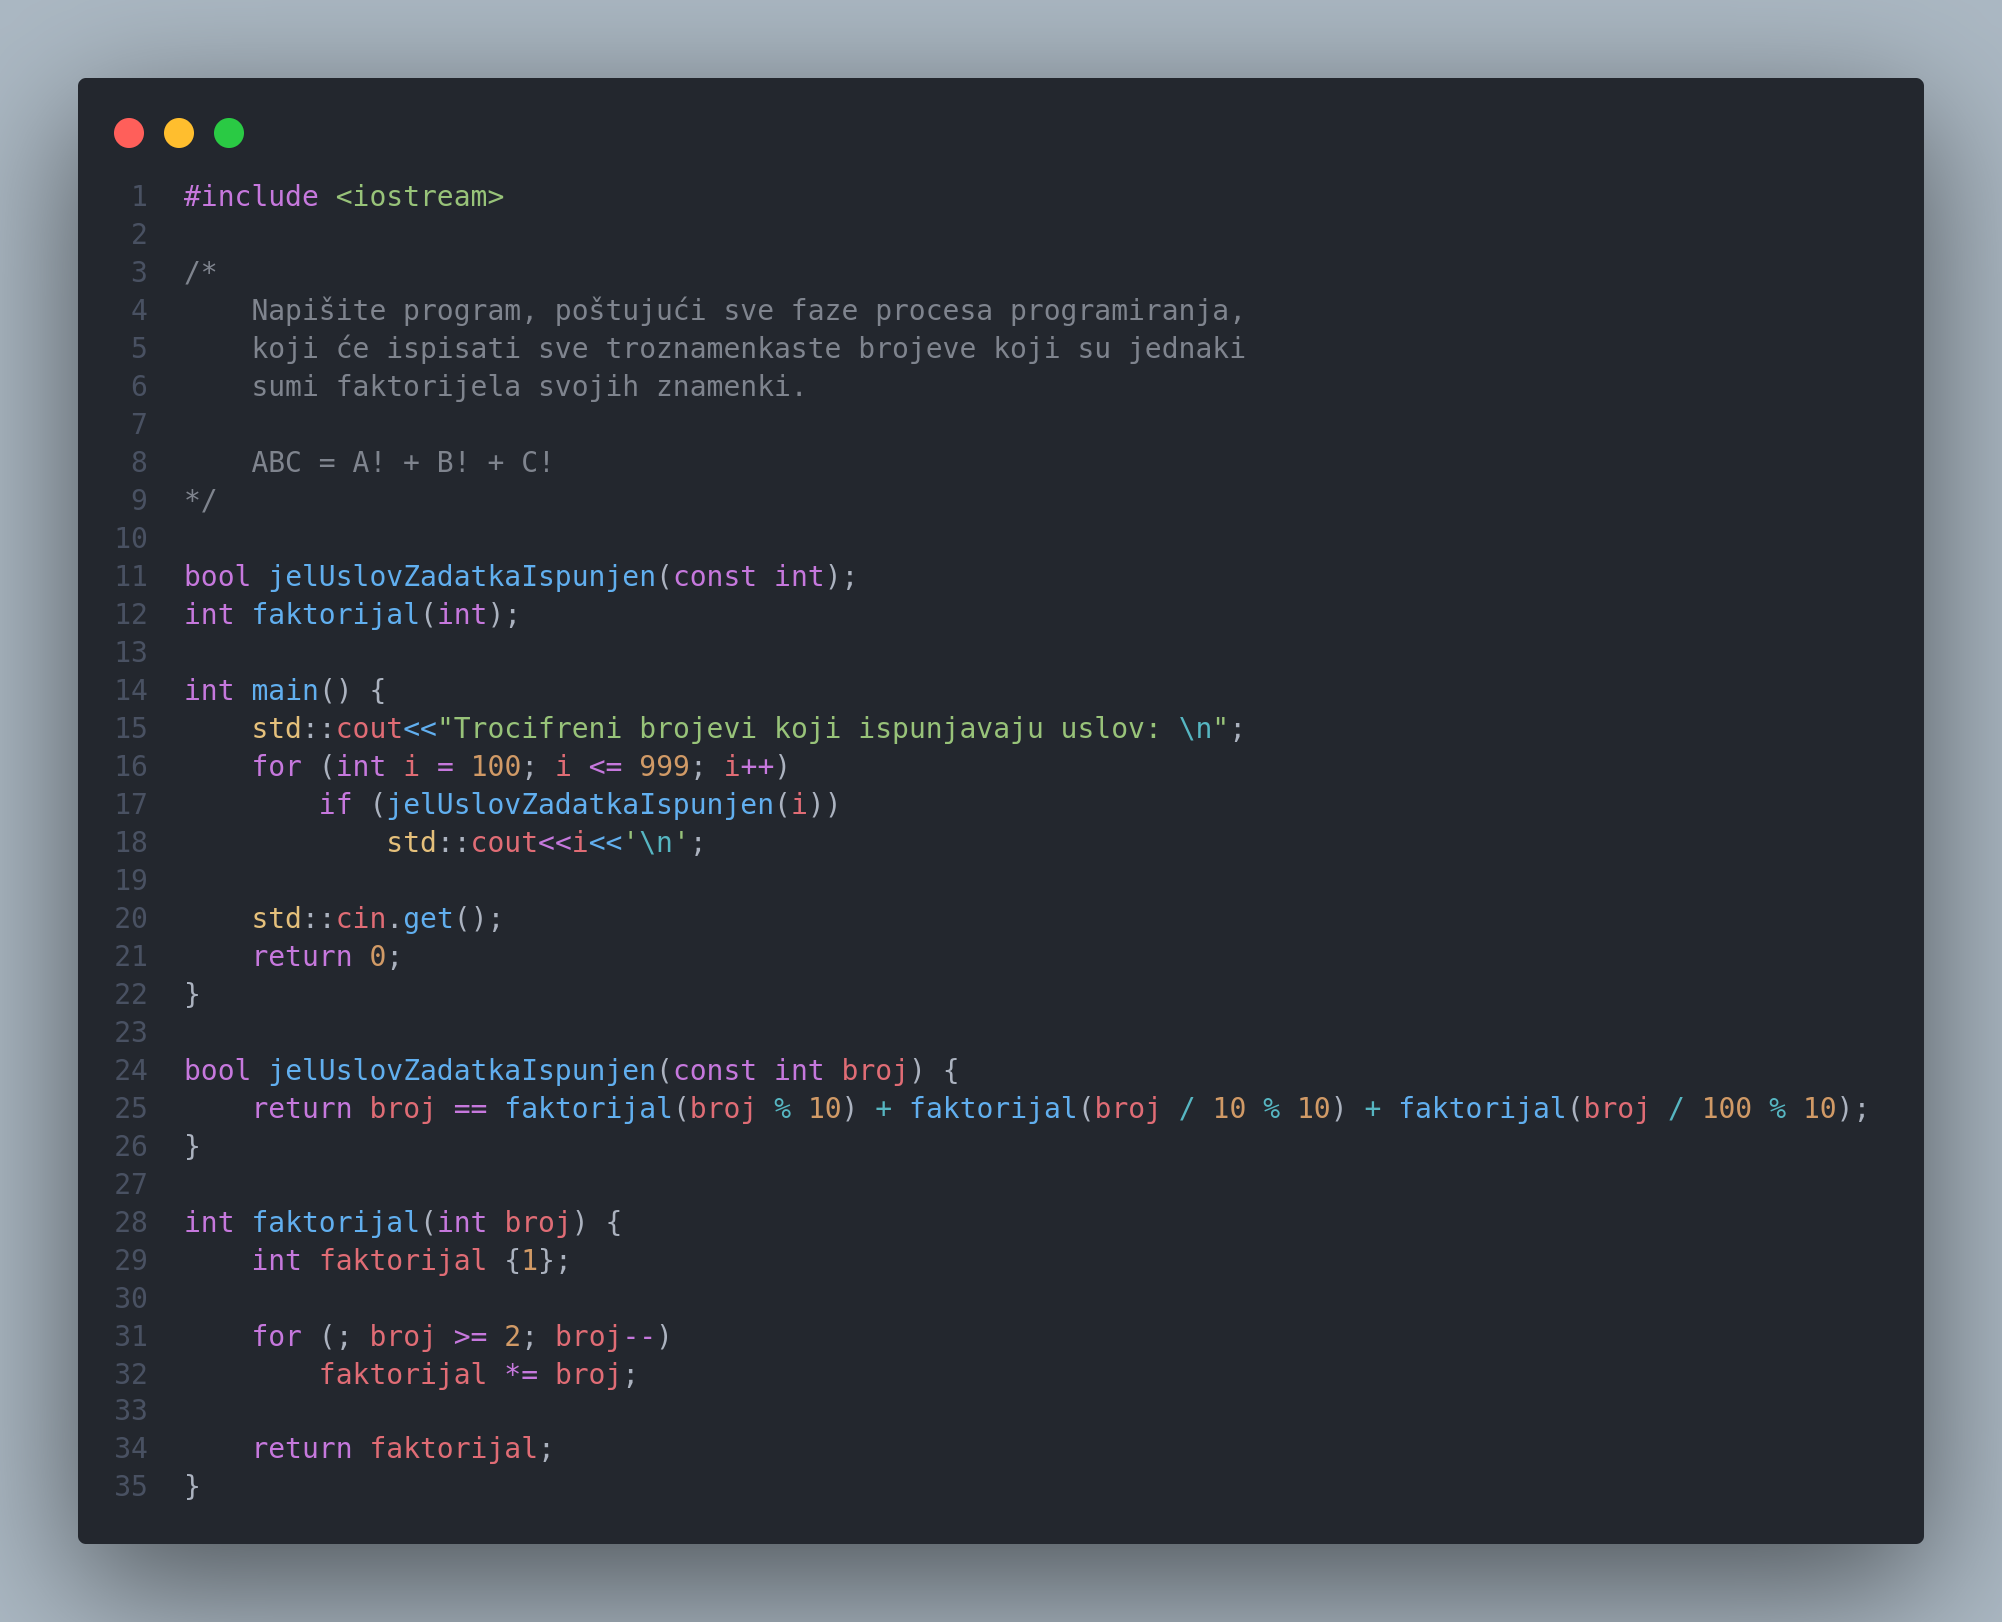 1 #include <iostream>
2
3 /*
4     Napišite program, poštujući sve faze procesa programiranja,
5     koji će ispisati sve troznamenkaste brojeve koji su jednaki
6     sumi faktorijela svojih znamenki.
7
8     ABC = A! + B! + C!
9 */
10
11 bool jelUslovZadatkaIspunjen(const int);
12 int faktorijal(int);
13
14 int main() {
15     std::cout<<"Trocifreni brojevi koji ispunjavaju uslov: \n";
16     for (int i = 100; i <= 999; i++)
17         if (jelUslovZadatkaIspunjen(i))
18             std::cout<<i<<'\n';
19
20     std::cin.get();
21     return 0;
22 }
23
24 bool jelUslovZadatkaIspunjen(const int broj) {
25     return broj == faktorijal(broj % 10) + faktorijal(broj / 10 % 10) + faktorijal(broj / 100 % 10);
26 }
27
28 int faktorijal(int broj) {
29     int faktorijal {1};
30
31     for (; broj >= 2; broj--)
32         faktorijal *= broj;
33
34     return faktorijal;
35 }